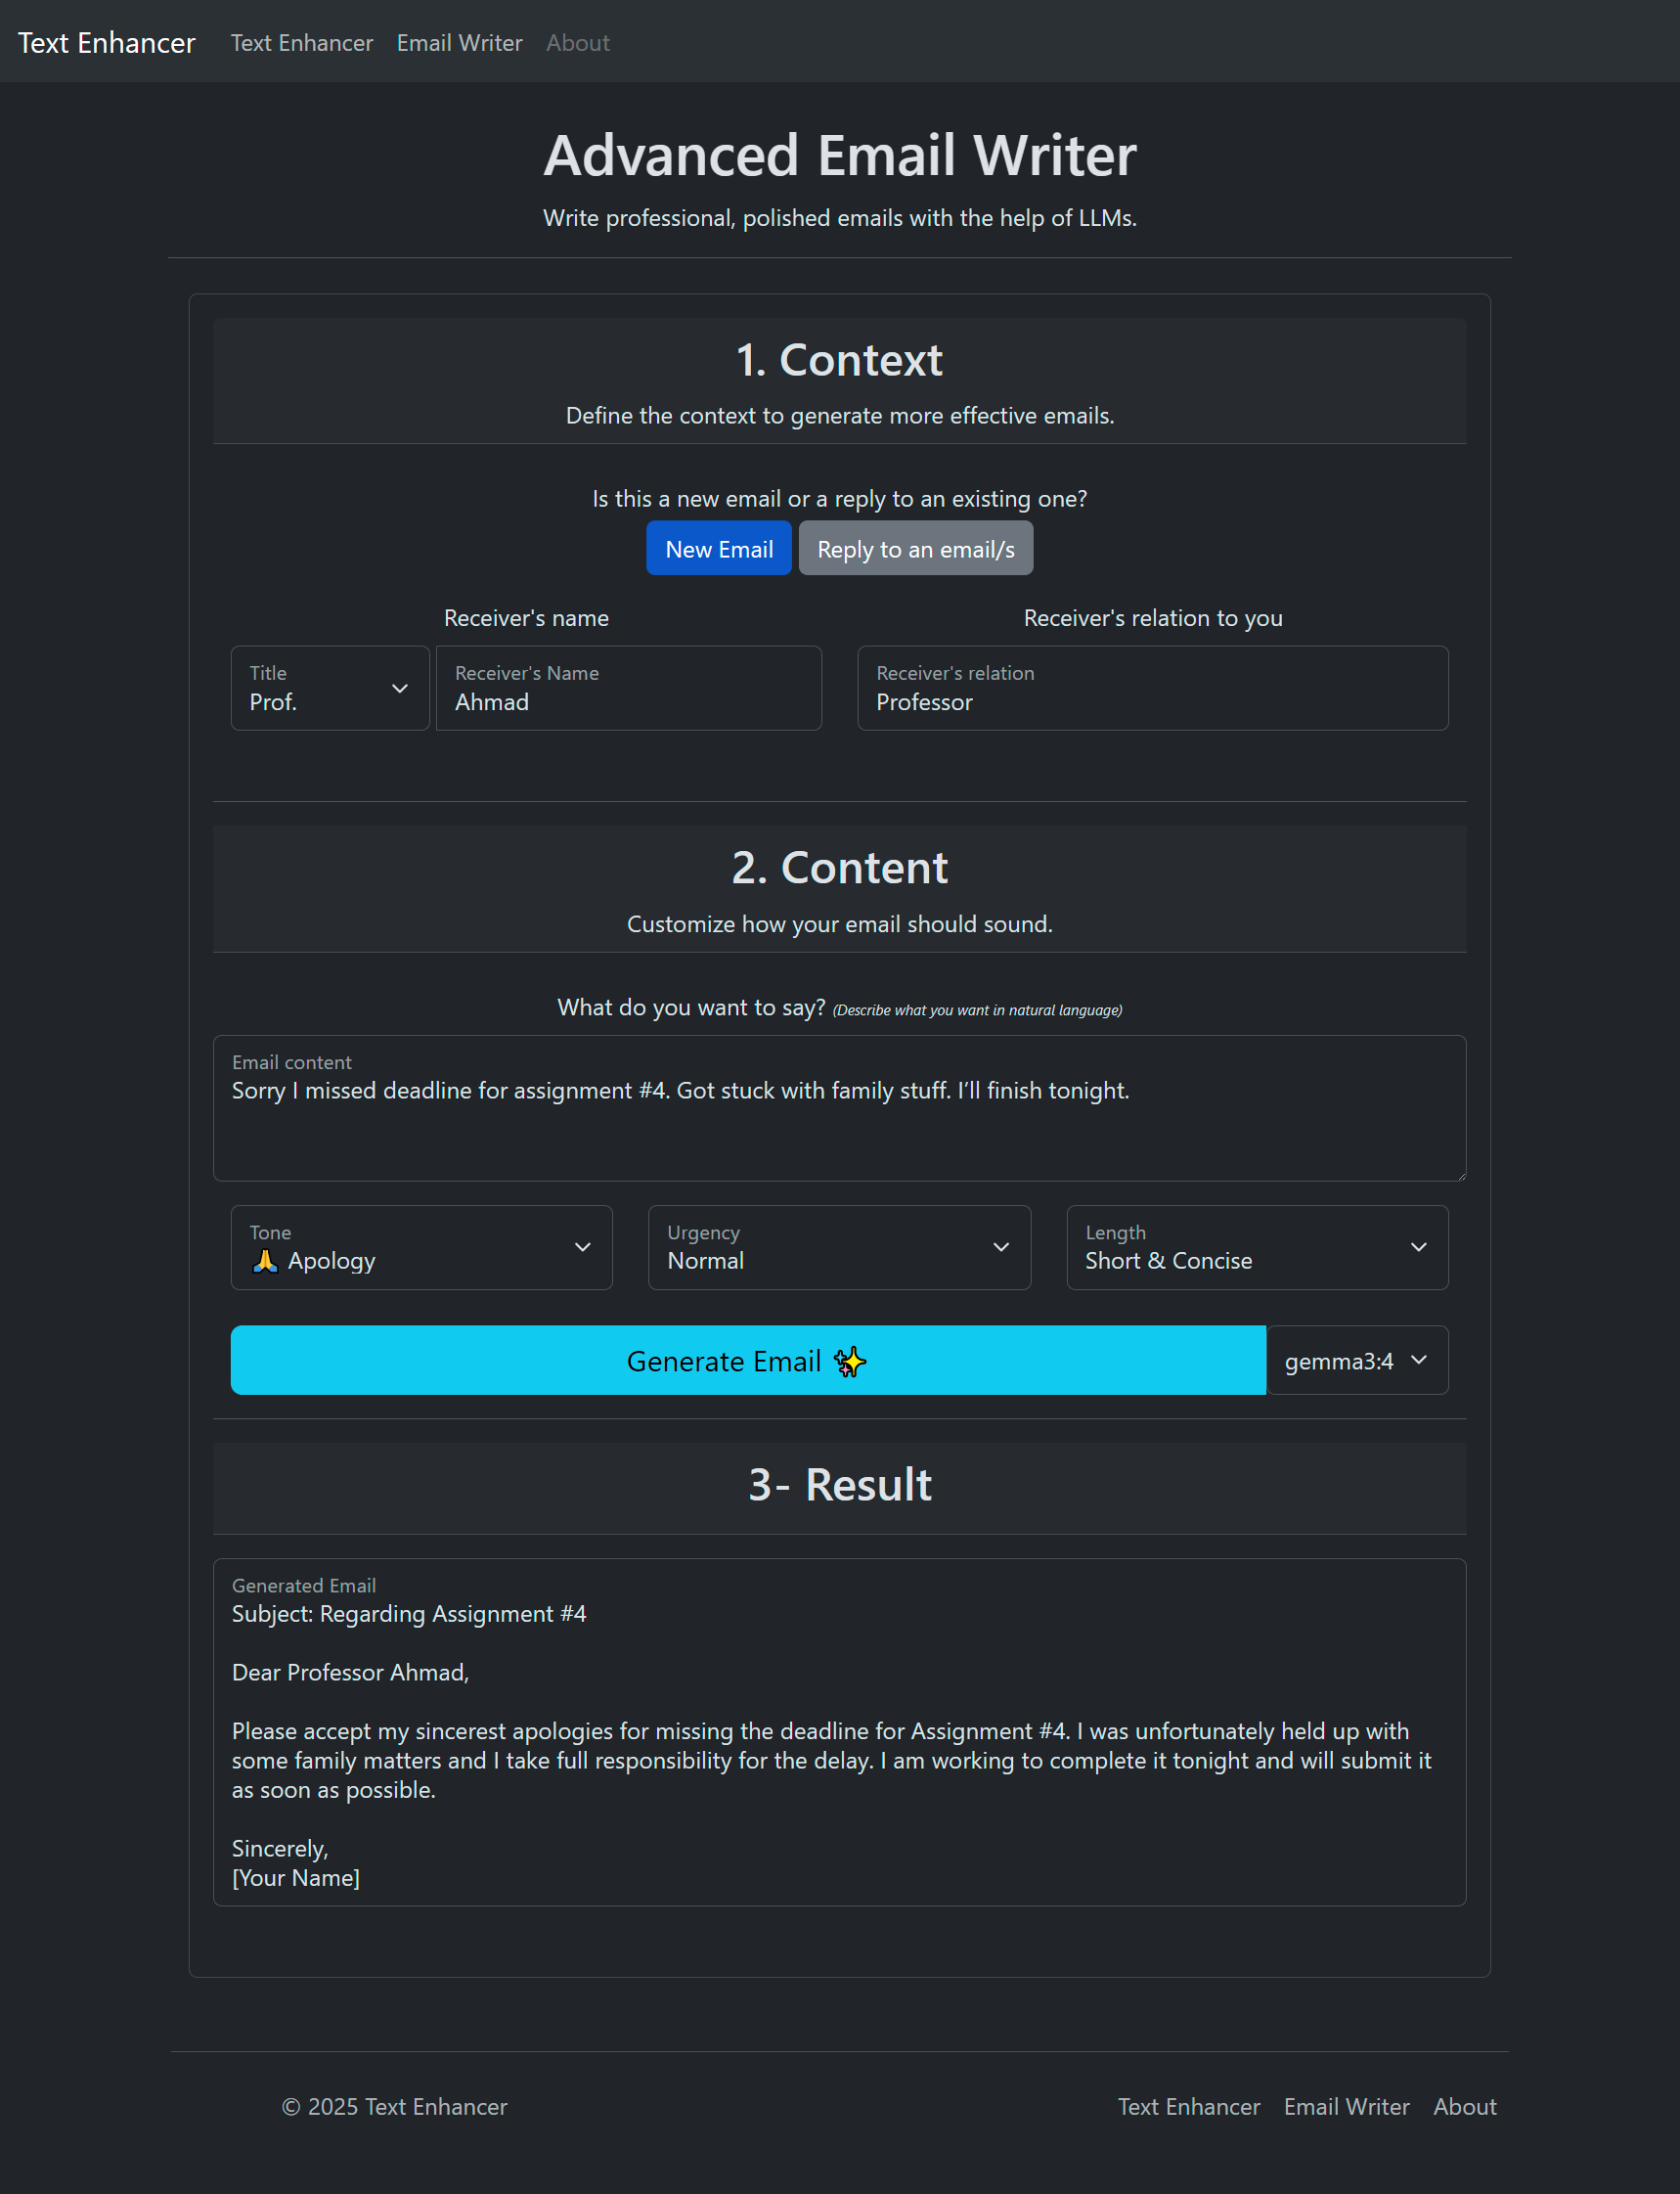 Text Enhancer Text Enhancer Email Writer About
Advanced Email Writer
Write professional, polished emails with the help of LLMs.
1. Context
Define the context to generate more effective emails.
Is this a new email or a reply to an existing one?
New Email Reply to an email/s
Receiver's name Receiver's relation to you
Title Receiver's Name Receiver's relation
Prof. Ahmad Professor
2. Content
Customize how your email should sound.
What do you want to say? (Describe what you want in natural language)
Email content
Sorry I missed deadline for assignment #4. Got stuck with family stuff. I’ll finish tonight.
Tone Urgency Length
🙏 Apology Normal Short & Concise
Generate Email ✨ gemma3:4
3- Result
Generated Email
Subject: Regarding Assignment #4
Dear Professor Ahmad,
Please accept my sincerest apologies for missing the deadline for Assignment #4. I was unfortunately held up with
some family matters and I take full responsibility for the delay. I am working to complete it tonight and will submit it
as soon as possible.
Sincerely,
[Your Name]
© 2025 Text Enhancer Text Enhancer Email Writer About